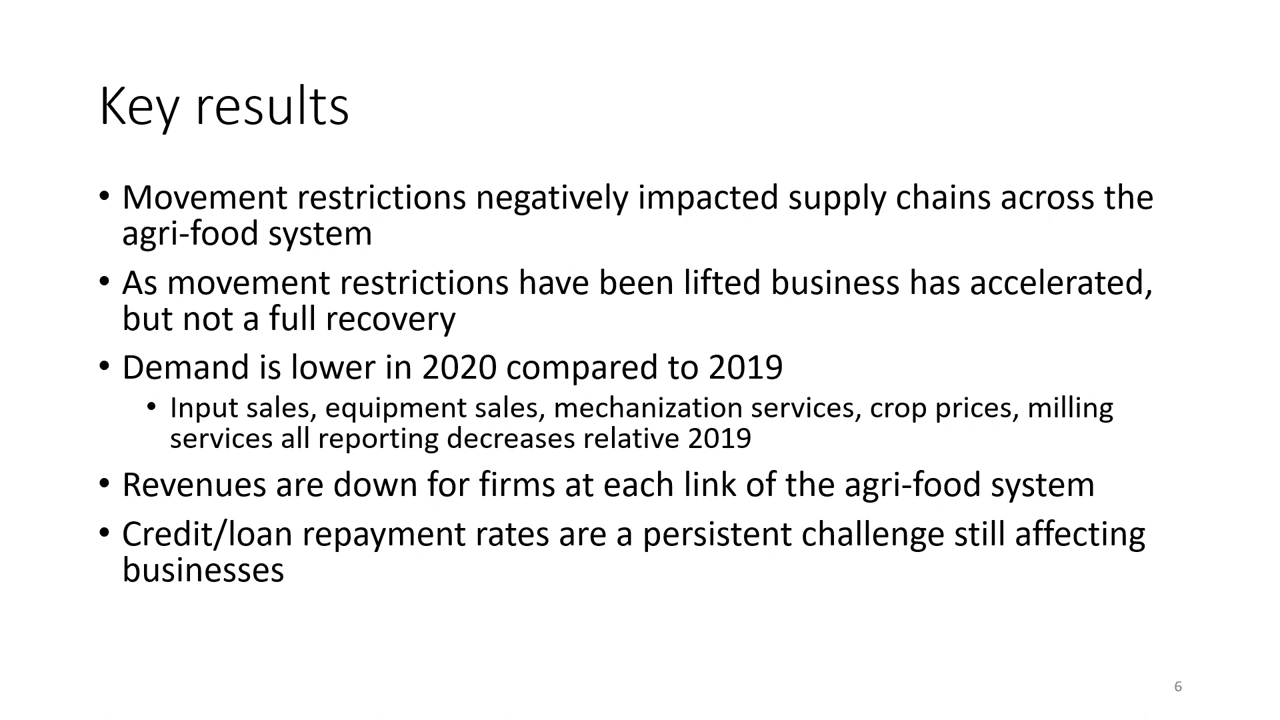 Key results
• Movement restrictions negatively impacted supply chains across the
agri-food system
• As movement restrictions have been lifted business has accelerated,
but not a full recovery
• Demand is lower in 2020 compared to 2019
• Input sales, equipment sales, mechanization services, crop prices, milling
services all reporting decreases relative 2019
• Revenues are down for firms at each link of the agri-food system
• Credit/loan repayment rates are a persistent challenge still affecting
businesses
6